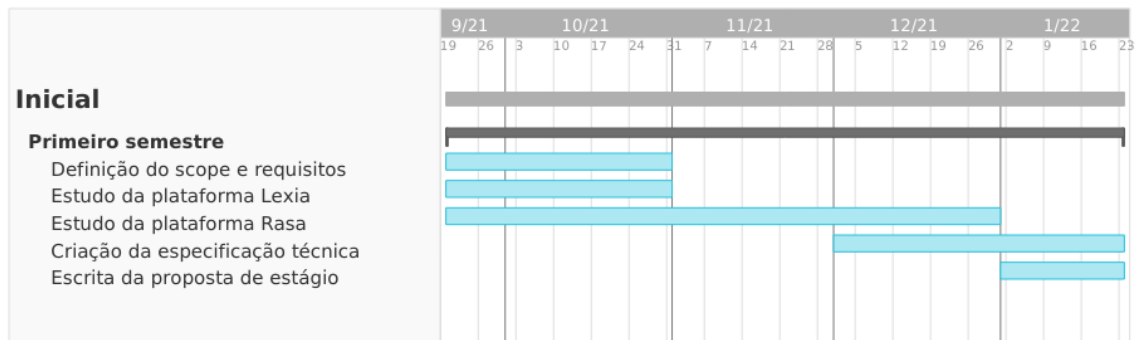 9/21 10/21 11/21 12/21 1/22
19 26 3 10 17 24 31 7 14 21 28 5 12 19 26 2 9 16 23
Inicial
Primeiro semestre
Definição do scope e requisitos
Estudo da plataforma Lexia
Estudo da plataforma Rasa
Criação da especificação técnica
Escrita da proposta de estágio